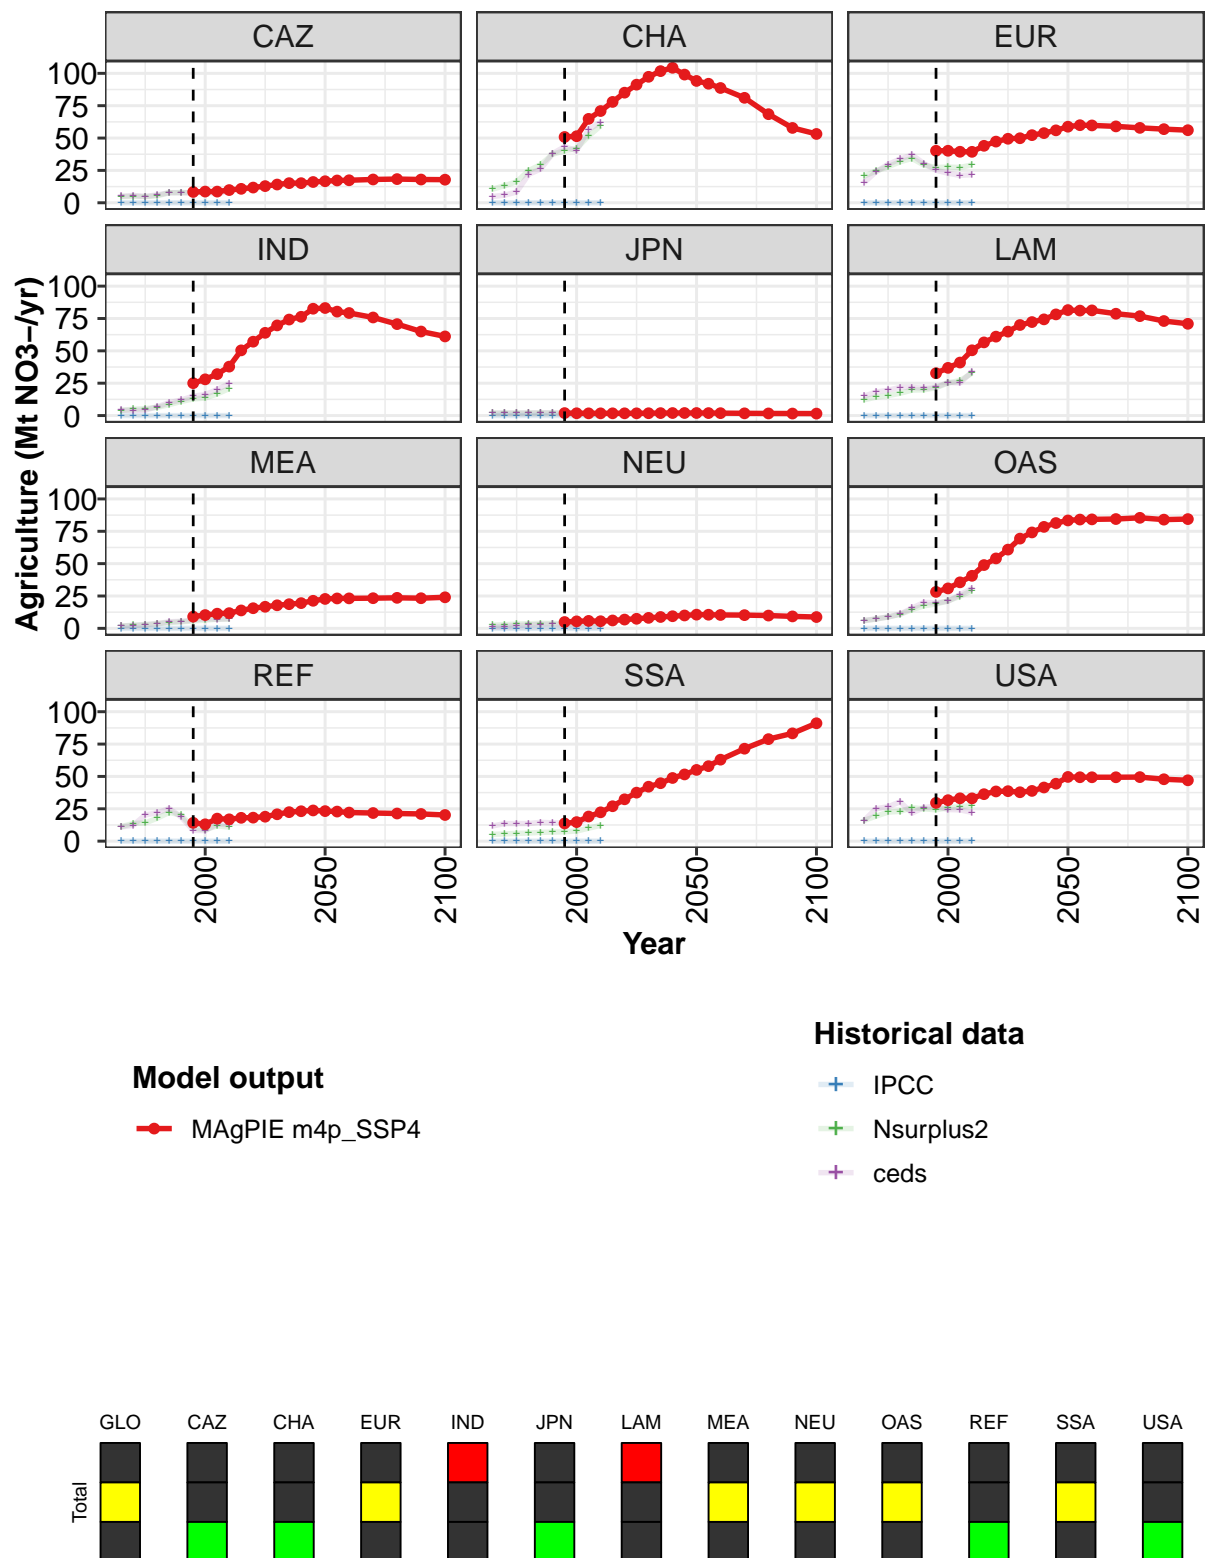 CAZ CHA EUR
100
75
50
25
0
IND JPN LAM
100
75
50
25
0
MEA NEU OAS
100
75
50
25
0
REF SSA USA
100
75
50
25
0
Agriculture (Mt NO3−/yr)
2000 2050 2100 2000 2050 2100 2000 2050 2100
Year
Model output
MAgPIE m4p_SSP4
Historical data
IPCC
Nsurplus2
ceds
GLO CAZ CHA EUR IND JPN LAM MEA NEU OAS REF SSA USA
Total